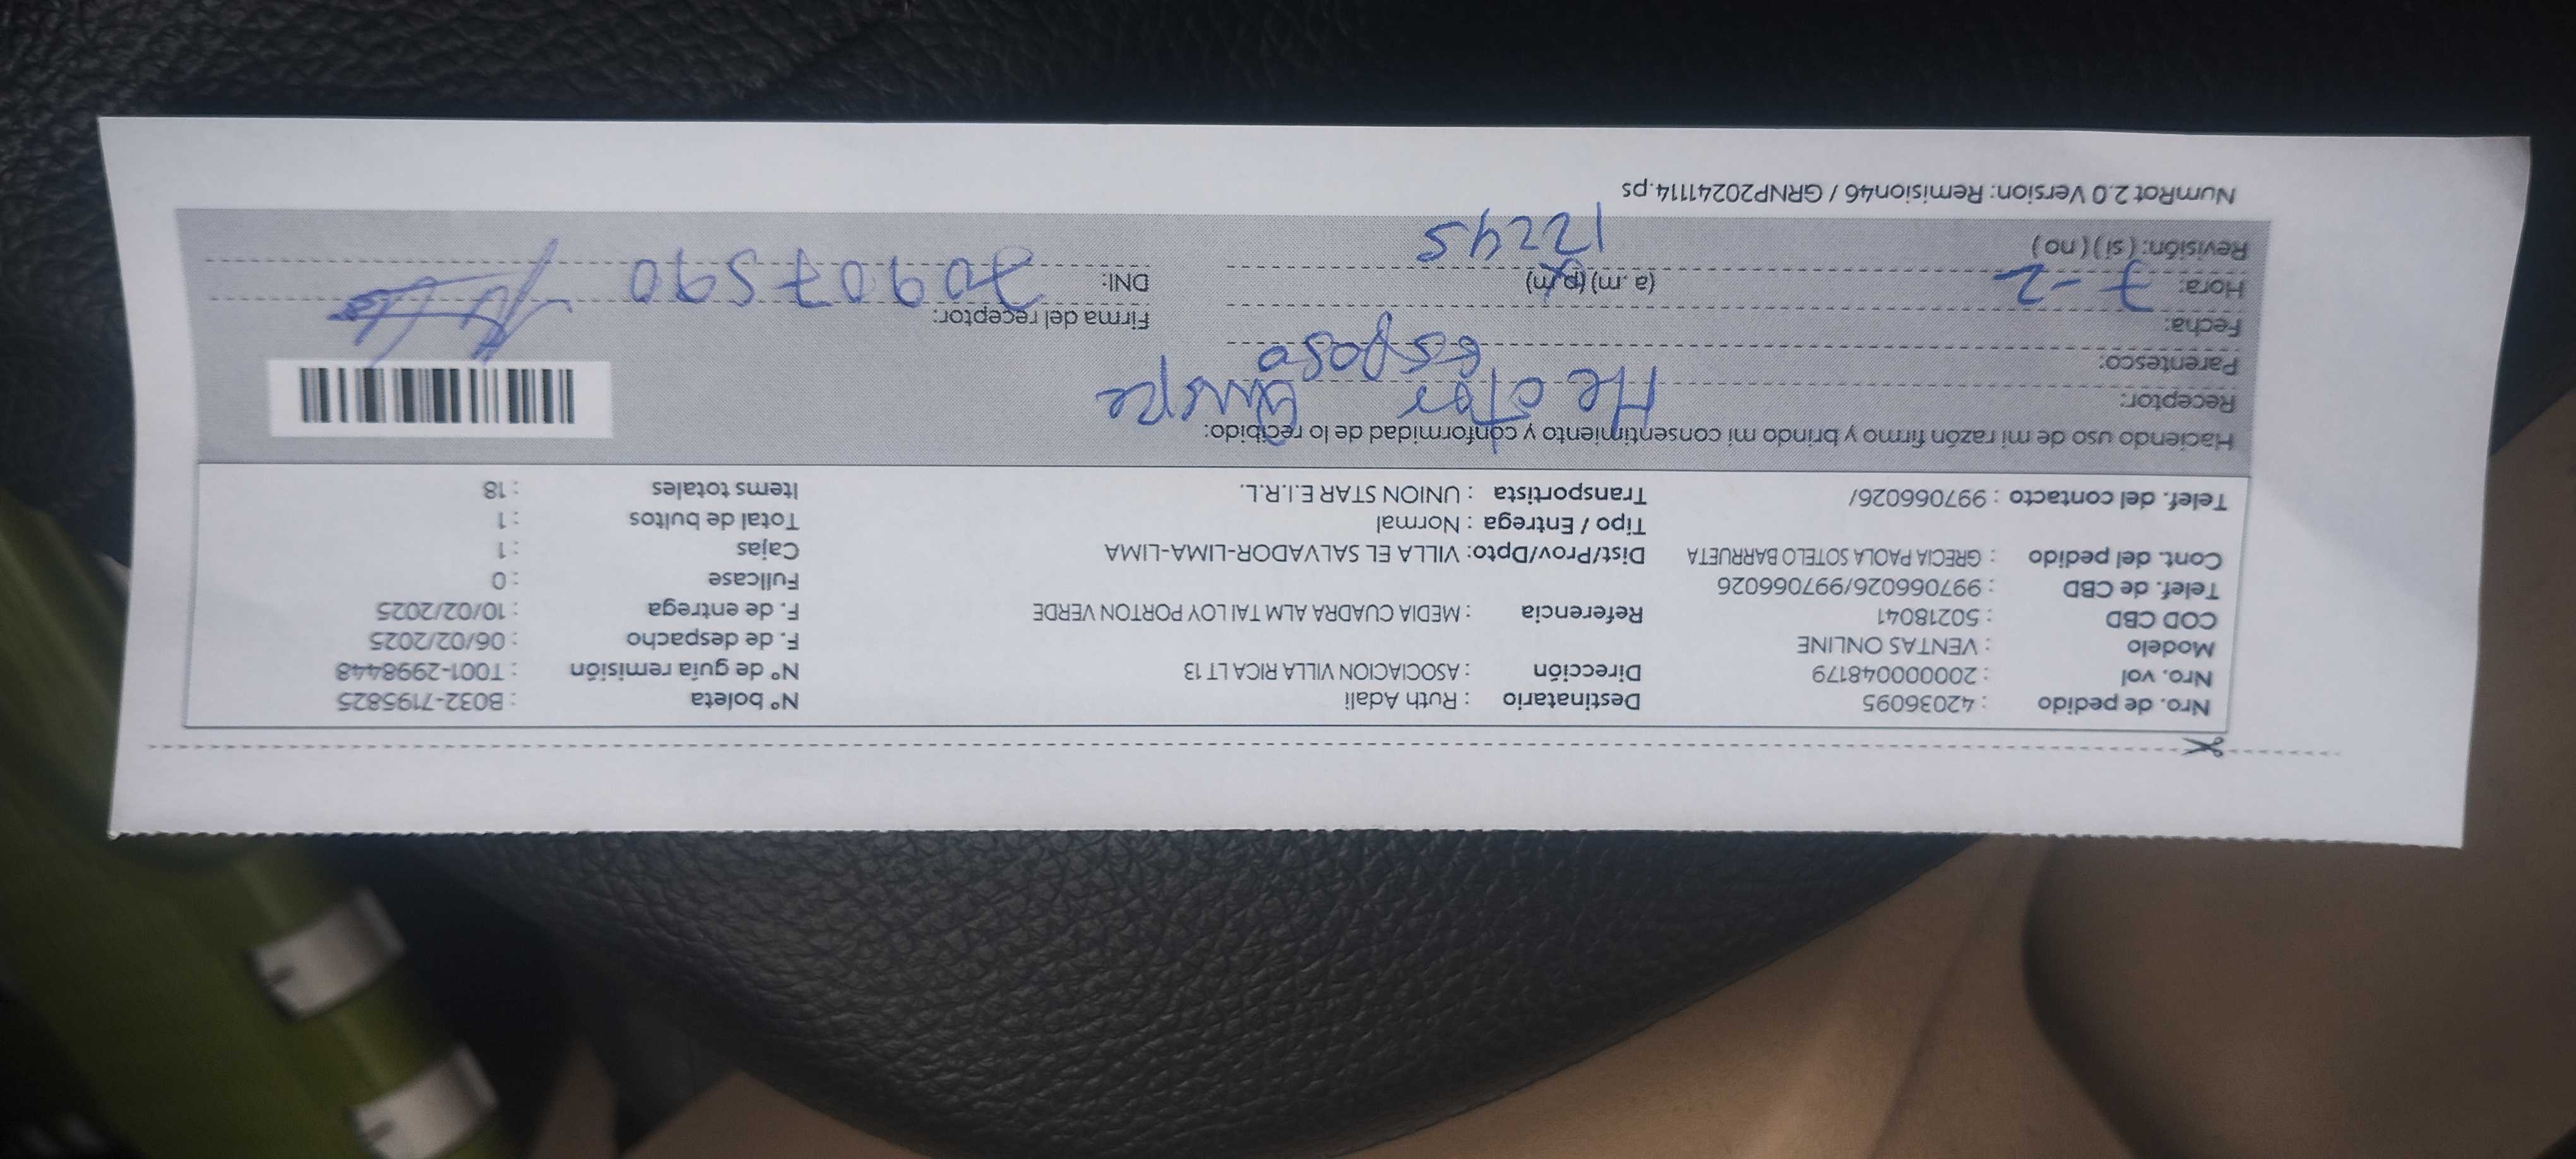 Nro. de pedido : 42036095 Destinatario : Ruth Adali N° boleta : B032-7195825
Nro. vol : 2000000048179 Dirección : ASOCIACION VILLA RICA LT 13 N° de guía remisión : T001-2998448
Modelo : VENTAS ONLINE F. de despacho : 06/02/2025
COD CBD : 50218041 Referencia : MEDIA CUADRA ALM TAI LOY PORTON VERDE F. de entrega : 10/02/2025
Telef. de CBD : 997066026/997066026 Fullcase : 0
Cont. del pedido : GRECIA PAOLA SOTELO BARRUETA Dist/Prov/Dpto: VILLA EL SALVADOR-LIMA-LIMA Cajas : 1
Tipo / Entrega : Normal Total de bultos : 1
Telef. del contacto : 997066026/ Transportista : UNION STAR E.I.R.L. Items totales : 18
Haciendo uso de mi razón firmo y brindo mi consentimiento y conformidad de lo recibido:
Receptor: Hector Quispe
Parentesco: esposo
Fecha: 7-2 Firma del receptor:
Hora: (a .m) (p.m) DNI: 70907590
Revisión: ( si ) ( no ) 12245
NumRot 2.0 Version: Remision46 / GRNP20241114.ps